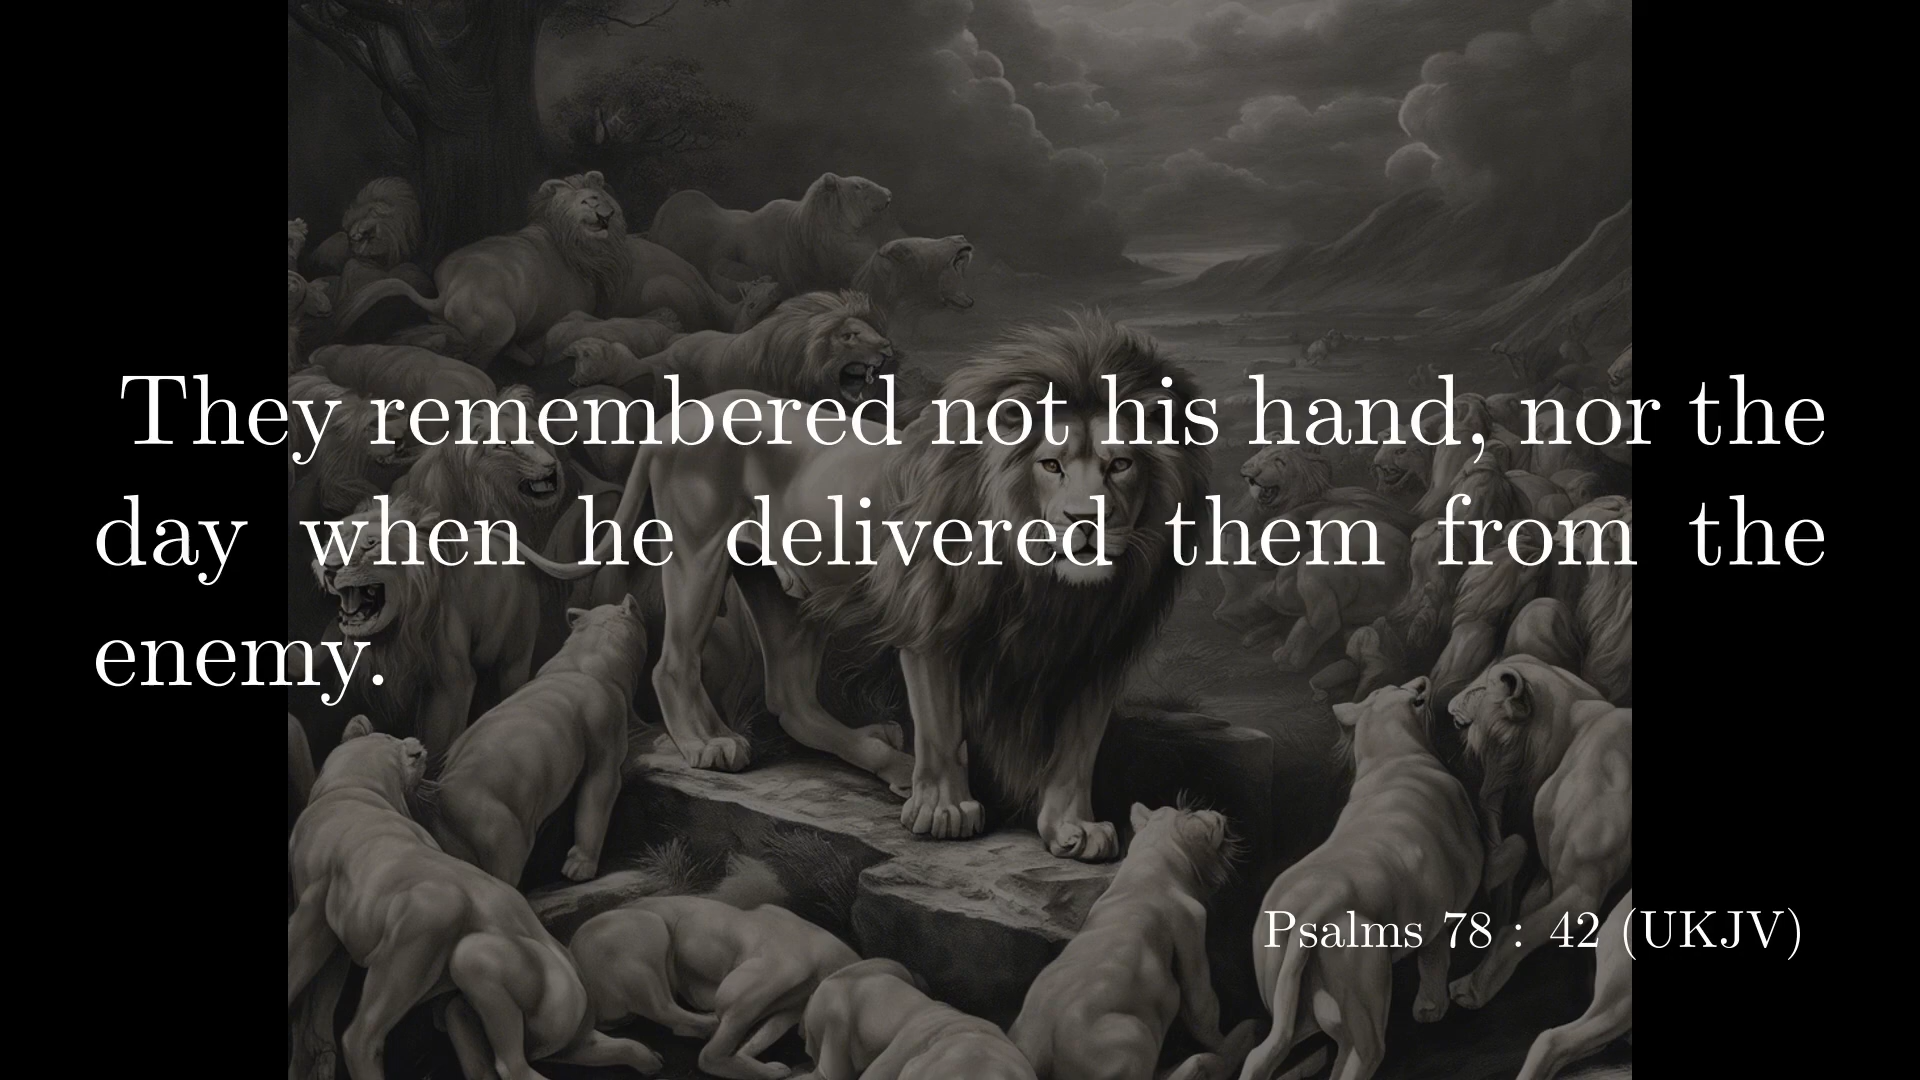 They remembered not his hand, nor the
day when he delivered them from the
enemy.
Psalms 78 : 42 (UKJV)